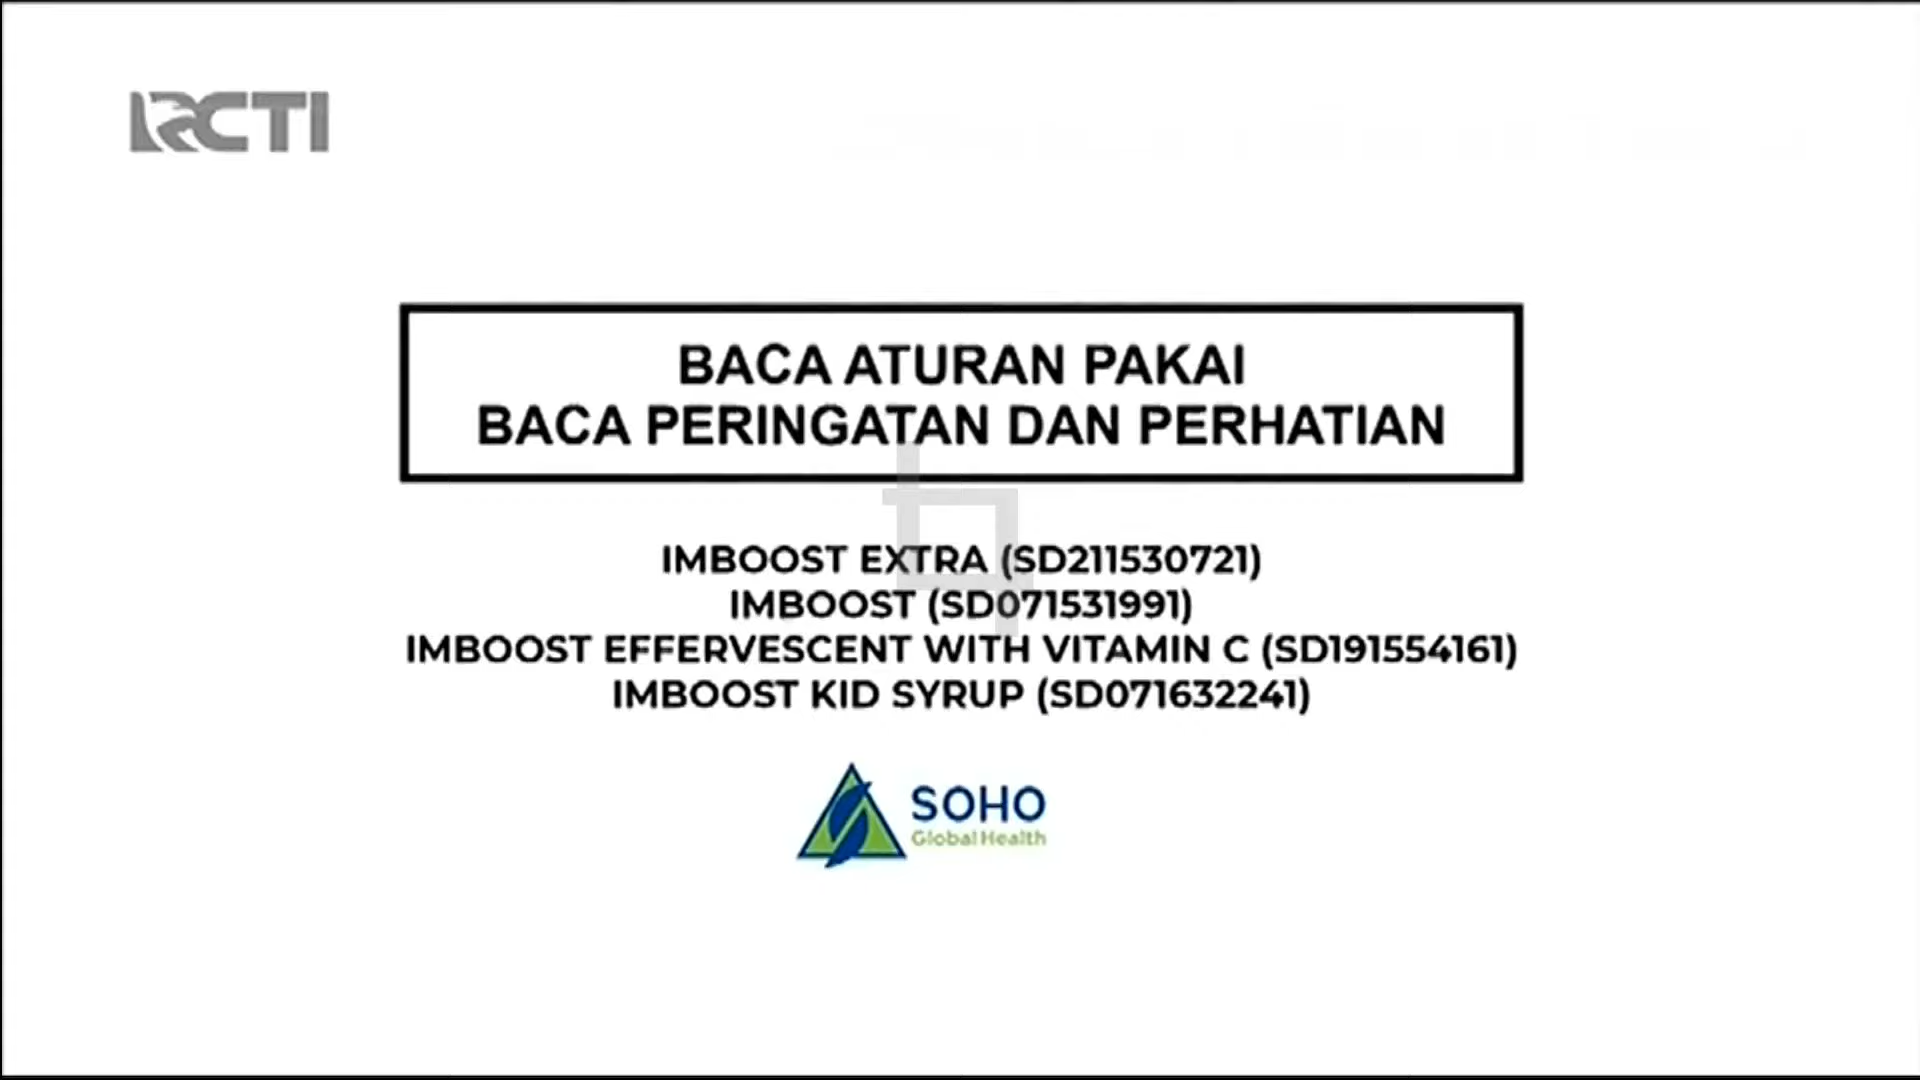 RCTI
BACA ATURAN PAKAI
BACA PERINGATAN DAN PERHATIAN
IMBOOST EXTRA (SD211530721)
IMBOOST (SD071531991)
IMBOOST EFFERVESCENT WITH VITAMIN C (SD191554161)
IMBOOST KID SYRUP (SD071632241)
SOHO
Global Health